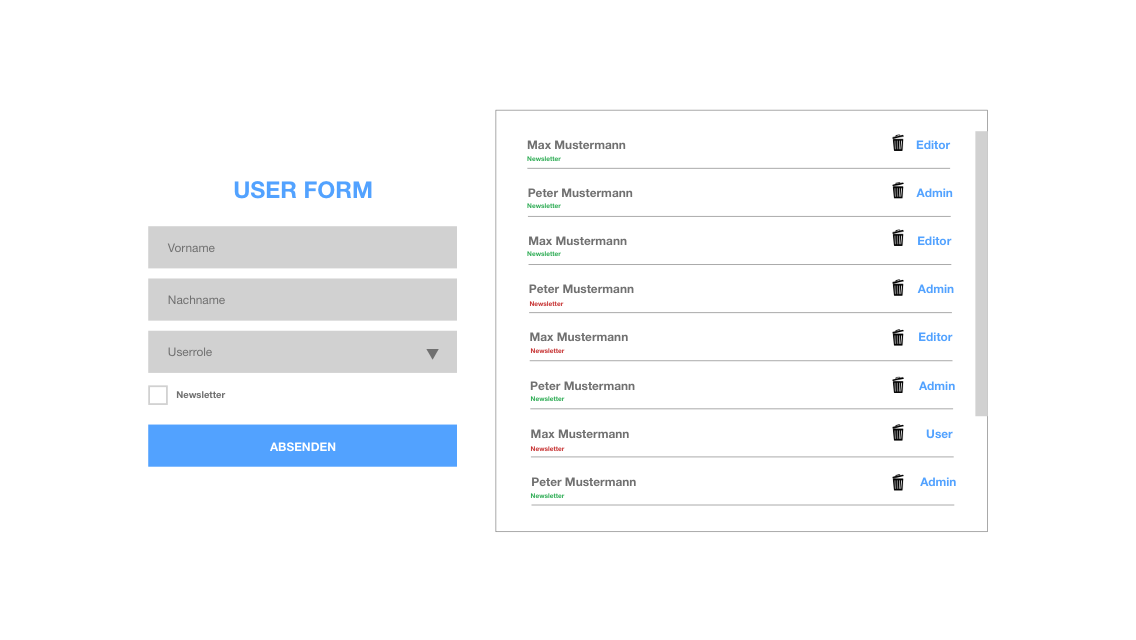 USER FORM
Vorname
Nachname
Userrole
Newsletter
ABSENDEN
Max Mustermann Editor
Newsletter
Peter Mustermann Admin
Newsletter
Max Mustermann Editor
Newsletter
Peter Mustermann Admin
Newsletter
Max Mustermann Editor
Newsletter
Peter Mustermann Admin
Newsletter
Max Mustermann User
Newsletter
Peter Mustermann Admin
Newsletter